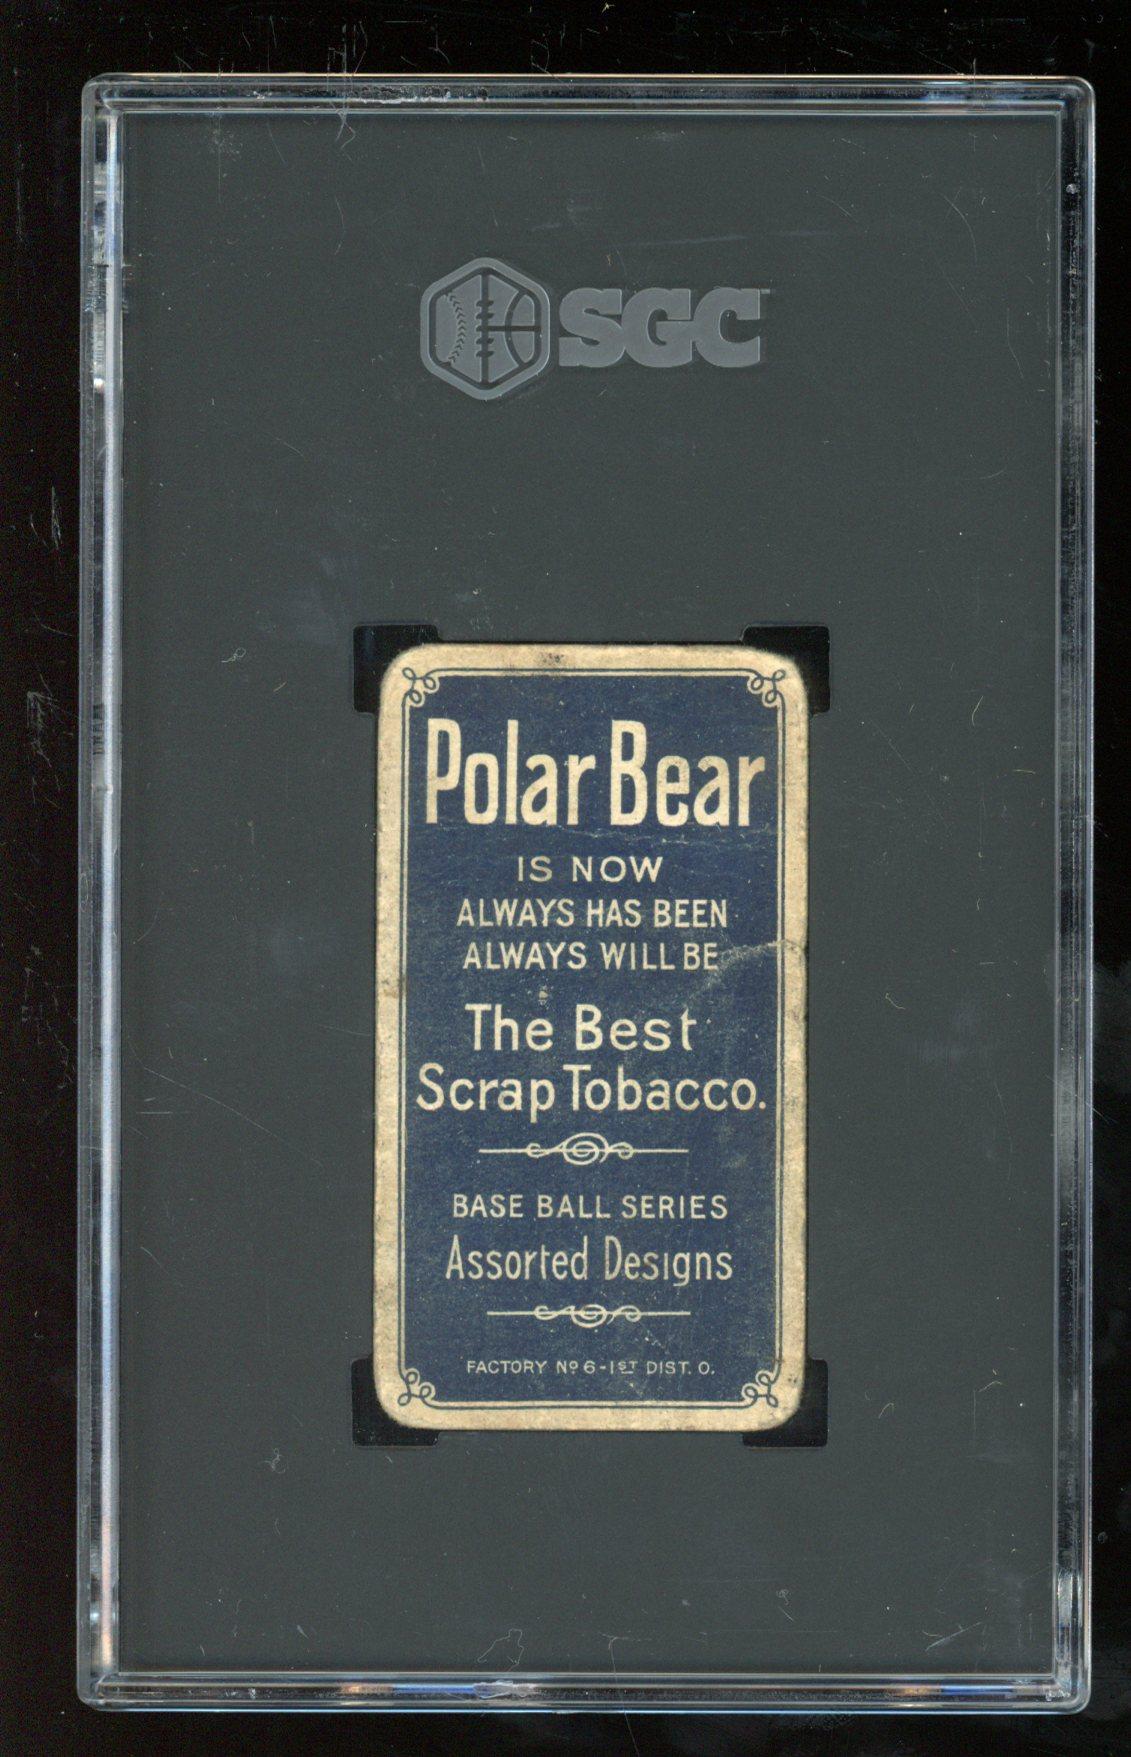 SGC
Polar Bear
IS NOW
ALWAYS HAS BEEN
ALWAYS WILL BE
The Best
Scrap Tobacco.
BASE BALL SERIES
Assorted Designs
FACTORY Nº 6-1ST DIST. O.